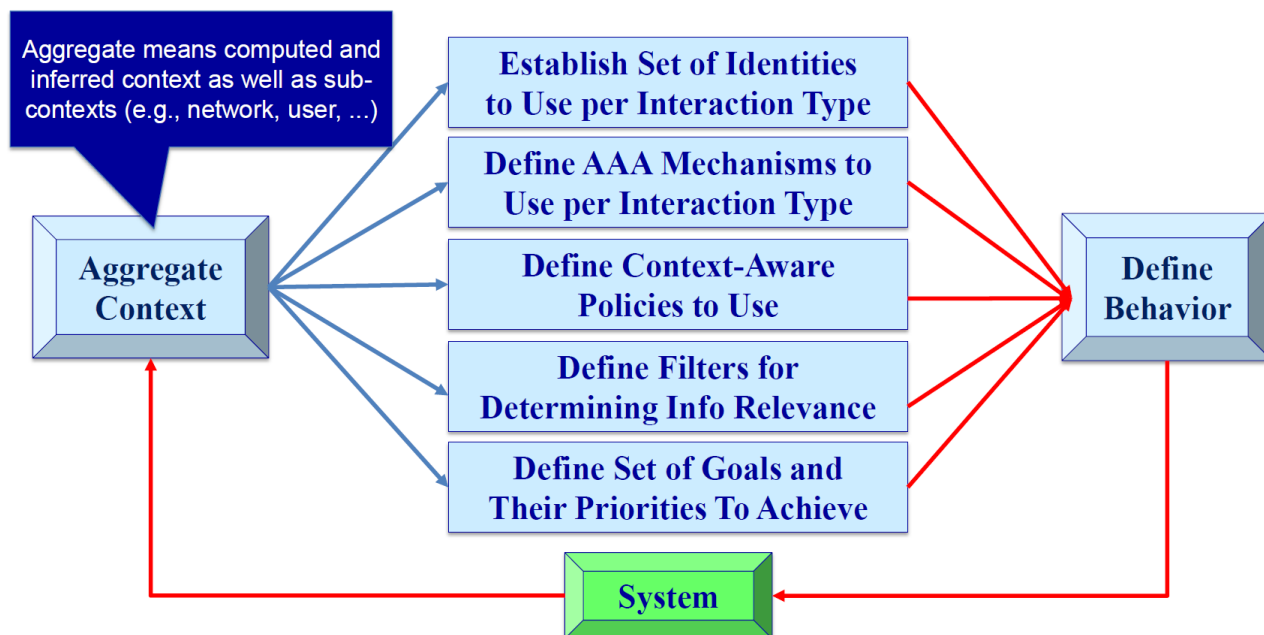 Aggregate means computed and
inferred context as well as sub-
contexts (e.g., network, user, ...)
Establish Set of Identities
to Use per Interaction Type
Define AAA Mechanisms to
Use per Interaction Type
Aggregate
Context
Define Context-Aware
Policies to Use
Define
Behavior
Define Filters for
Determining Info Relevance
Define Set of Goals and
Their Priorities To Achieve
System